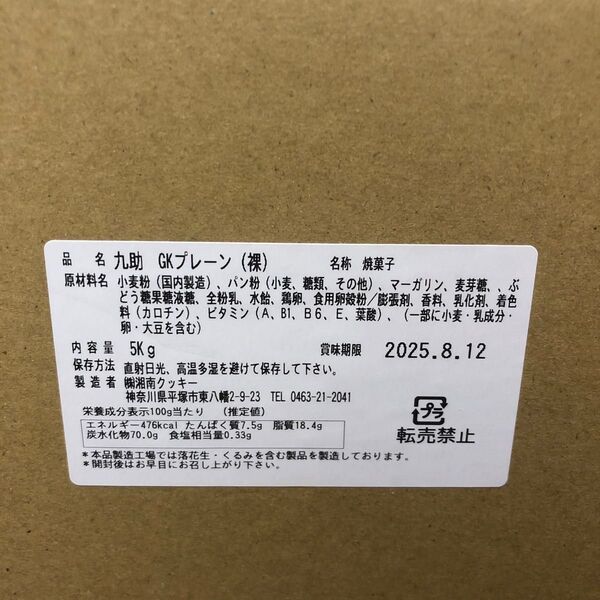 品 名 九助 GKプレーン(裸) 名称 焼菓子
原材料名 小麦粉(国内製造)、パン粉(小麦、糖類、その他)、マーガリン、麦芽糖、、ぶ
どう糖果糖液糖、全粉乳、水飴、鶏卵、食用卵殻粉/膨張剤、香料、乳化剤、着色
料(カロチン)、ビタミン(A、B1、B6、E、葉酸)、(一部に小麦・乳成分・
卵・大豆を含む)
内容量 5Kg 賞味期限 2025.8.12
保存方法 直射日光、高温多湿を避けて保存して下さい。
製造者 ㈱湘南クッキー
神奈川県平塚市東八幡2-9-23 TEL 0463-21-2041
栄養成分表示100g当たり (推定値)
エネルギー476kcal たんぱく質7.5g 脂質18.4g
炭水化物70.0g 食塩相当量0.33g
プラ
転売禁止
*本品製造工場では落花生・くるみを含む製品を製造しております。
*開封後はお早目にお召し上がり下さい。